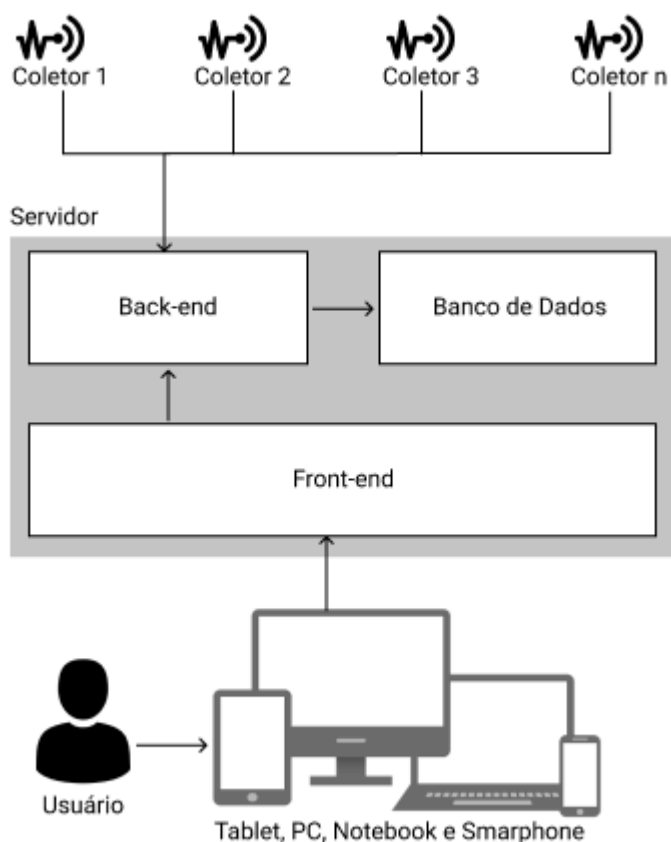 Coletor 1 Coletor 2 Coletor 3 Coletor n
Servidor
Back-end Banco de Dados
Front-end
Usuário
Tablet, PC, Notebook e Smarphone